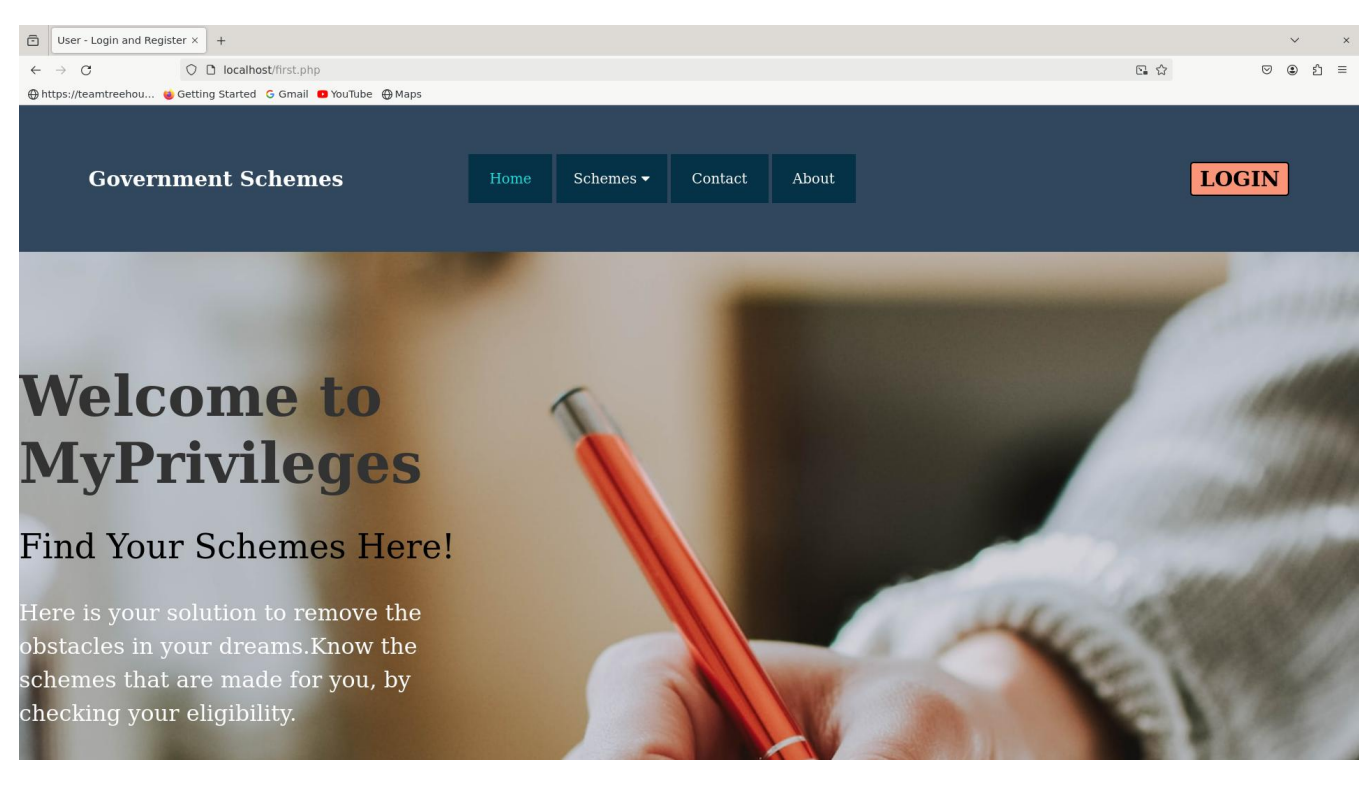 User - Login and Register × +
localhost/first.php
https://teamtreehou... Getting Started Gmail YouTube Maps
Government Schemes Home Schemes Contact About LOGIN
Welcome to
MyPrivileges
Find Your Schemes Here!
Here is your solution to remove the
obstacles in your dreams.Know the
schemes that are made for you, by
checking your eligibility.